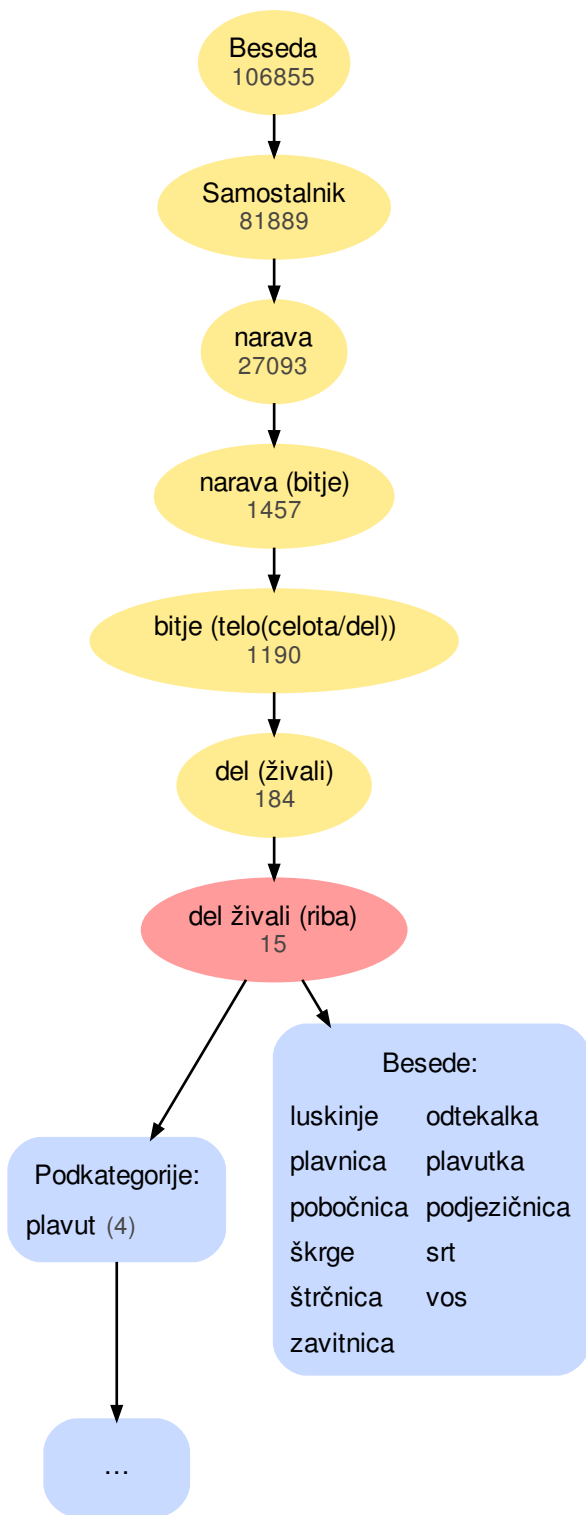 Beseda
106855
Samostalnik
81889
narava
27093
narava (bitje)
1457
bitje (telo(celota/del))
1190
del (živali)
184
del živali (riba)
15
Besede:
luskinje odtekalka
plavnica plavutka
pobočnica podjezičnica
škrge srt
štrčnica vos
zavitnica
Podkategorije:
plavut (4)
...